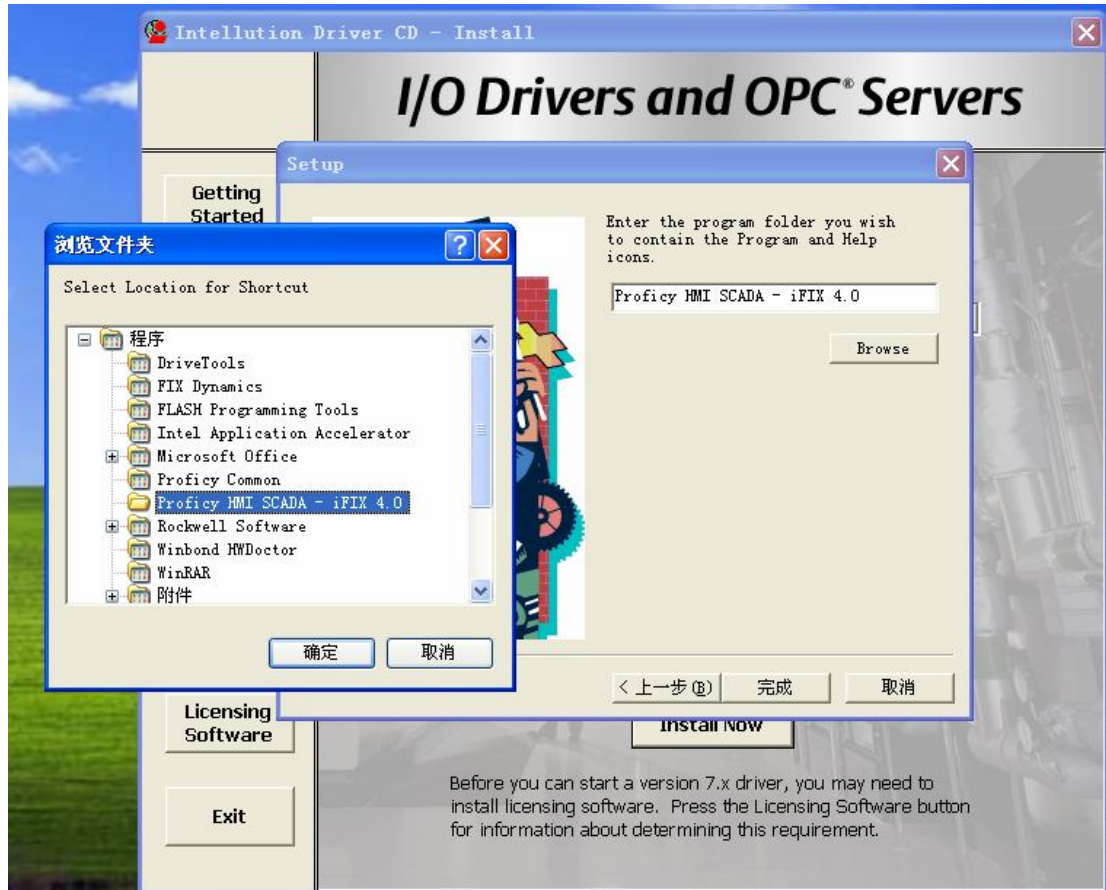 Intellution Driver CD - Install
I/O Drivers and OPC® Servers
Getting
Started
Setup
Enter the program folder you wish
to contain the Program and Help
icons.
Proficy HMI SCADA - iFIX 4.0
Browse
< 上一步(B)
完成
取消
浏览文件夹
Select Location for Shortcut
程序
DriveTools
FIX Dynamics
FLASH Programming Tools
Intel Application Accelerator
Microsoft Office
Proficy Common
Proficy HMI SCADA - iFIX 4.0
Rockwell Software
Winbond HWDoctor
WinRAR
附件
确定
取消
Licensing
Software
Install Now
Exit
Before you can start a version 7.x driver, you may need to
install licensing software. Press the Licensing Software button
for information about determining this requirement.